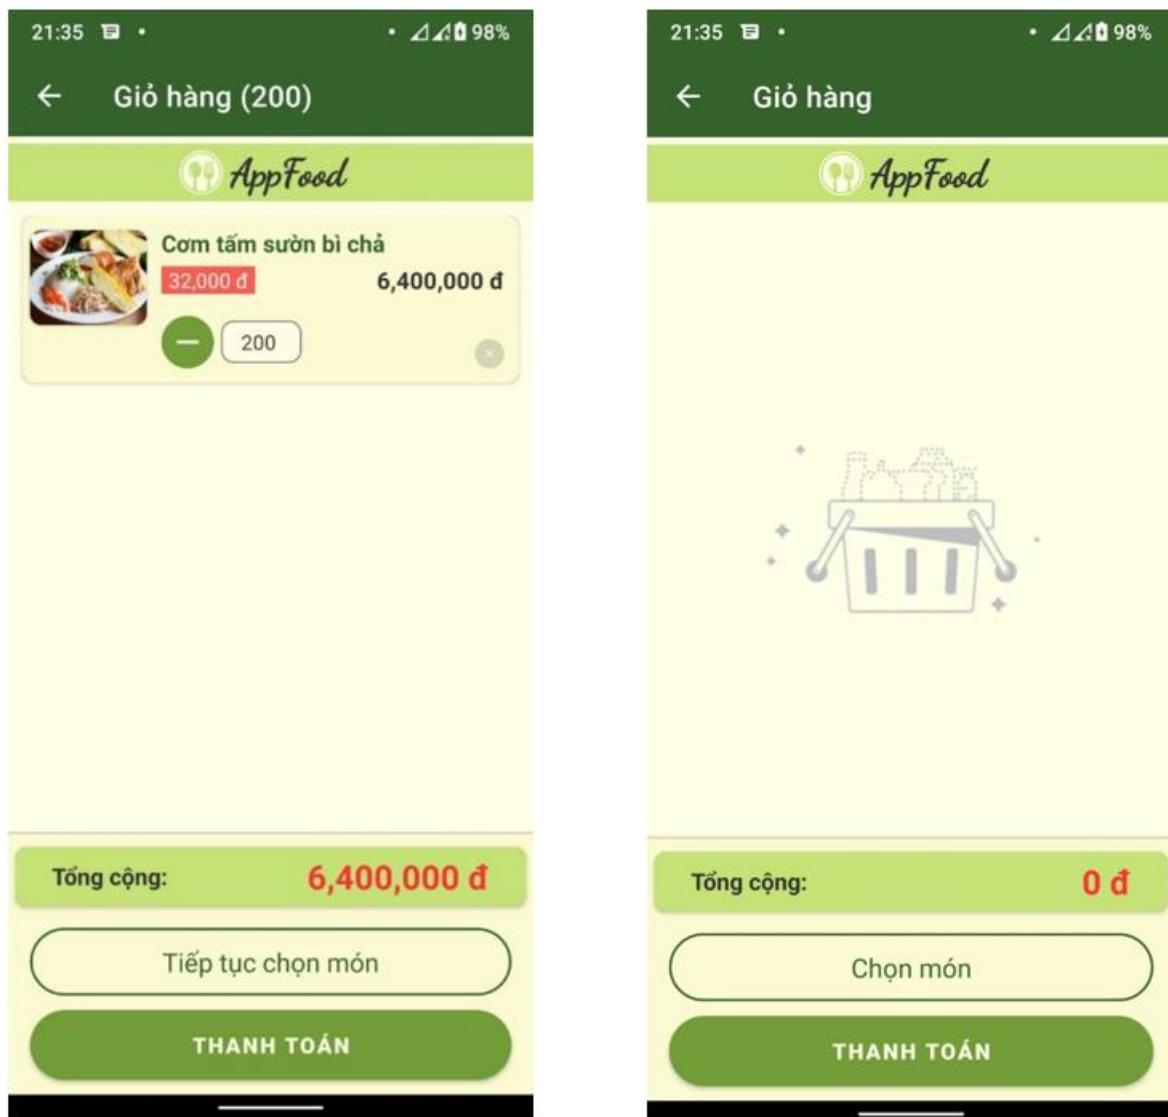 21:35
98%
Giỏ hàng (200)
AppFood
Cơm tấm sườn bì chả
32,000 đ
6,400,000 đ
200
Tổng cộng:
6,400,000 đ
Tiếp tục chọn món
THANH TOÁN
21:35
98%
Giỏ hàng
AppFood
Tổng cộng:
0 đ
Chọn món
THANH TOÁN